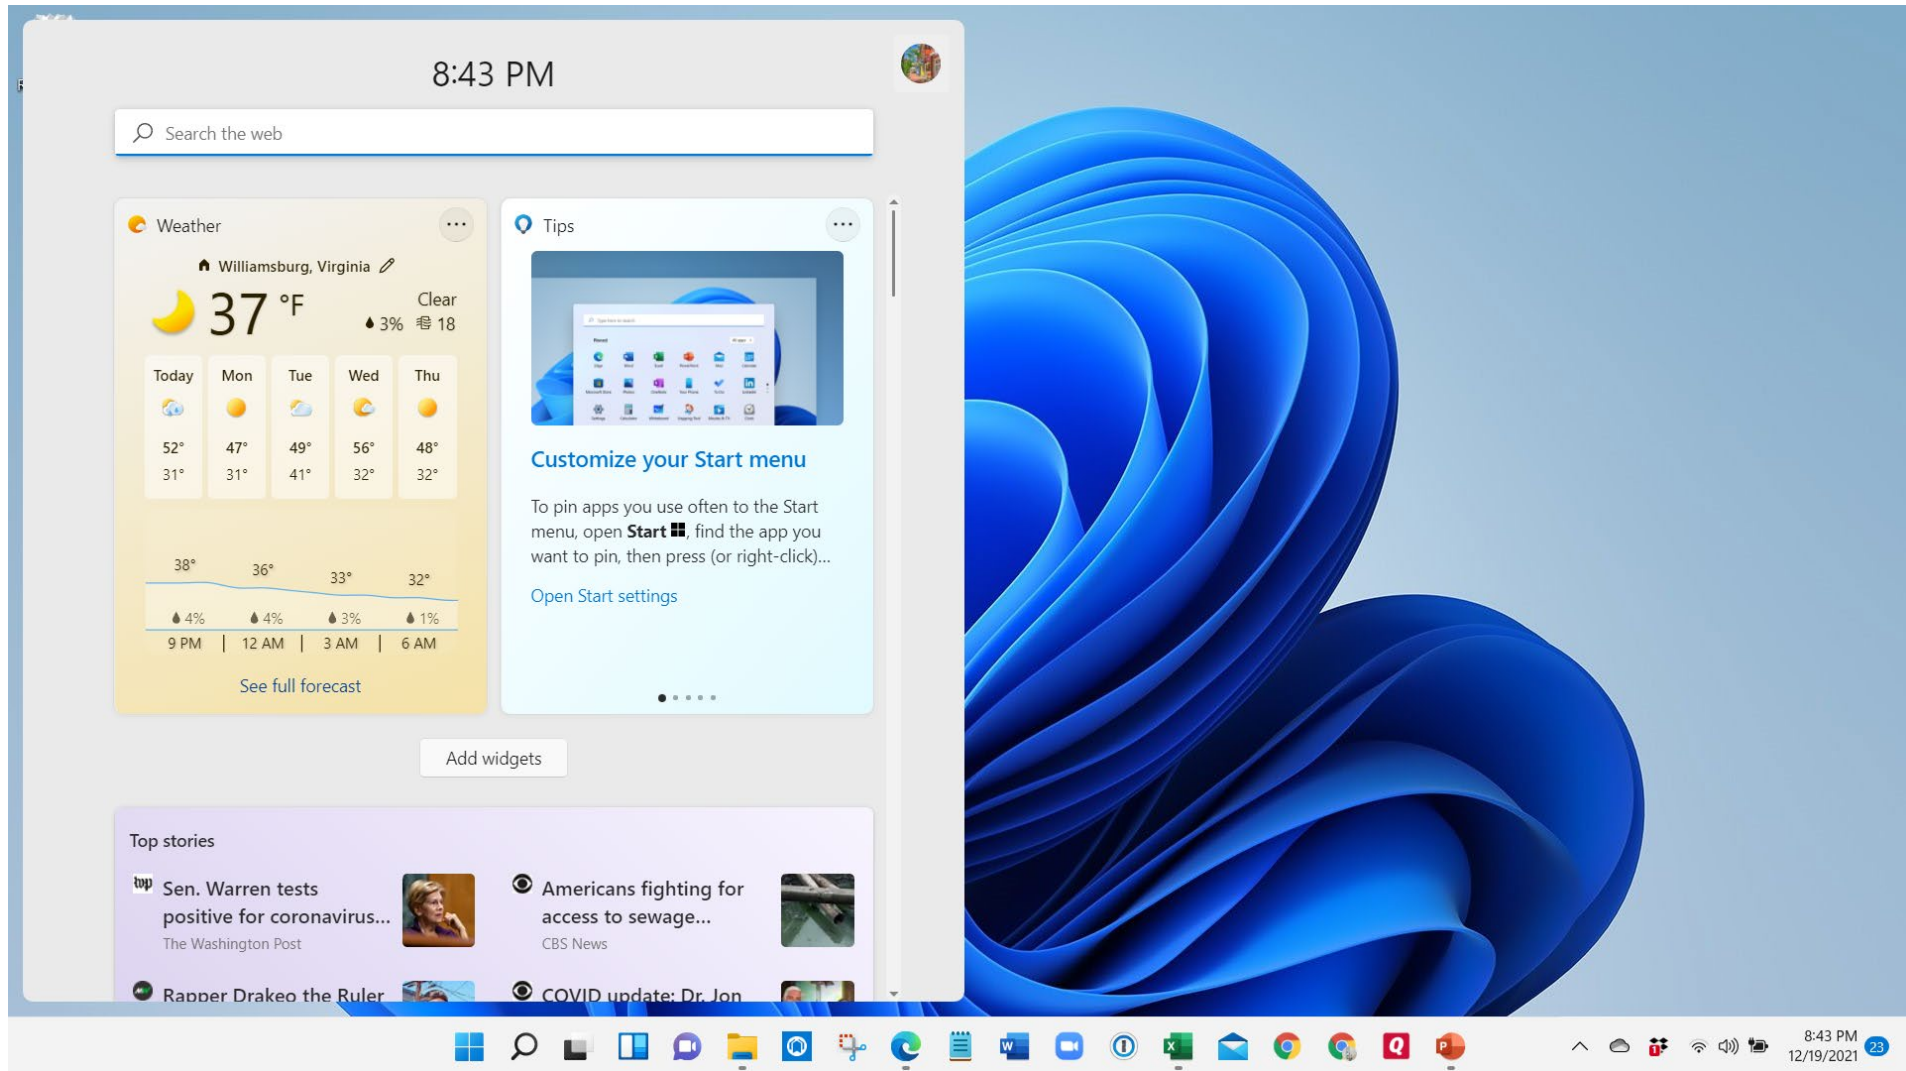 8:43 PM
Search the web
Weather
Williamsburg, Virginia
37 °F
Clear
3% 18
Today Mon Tue Wed Thu
52° 47° 49° 56° 48°
31° 31° 41° 32° 32°
38° 36° 33° 32°
4% 4% 3% 1%
9 PM | 12 AM | 3 AM | 6 AM
See full forecast
Tips
Customize your Start menu
To pin apps you use often to the Start
menu, open Start , find the app you
want to pin, then press (or right-click)...
Open Start settings
Add widgets
Top stories
wp
Sen. Warren tests
positive for coronavirus...
The Washington Post
Americans fighting for
access to sewage...
CBS News
Rapper Drakeo the Ruler
COVID update: Dr. Jon
8:43 PM
12/19/2021
23